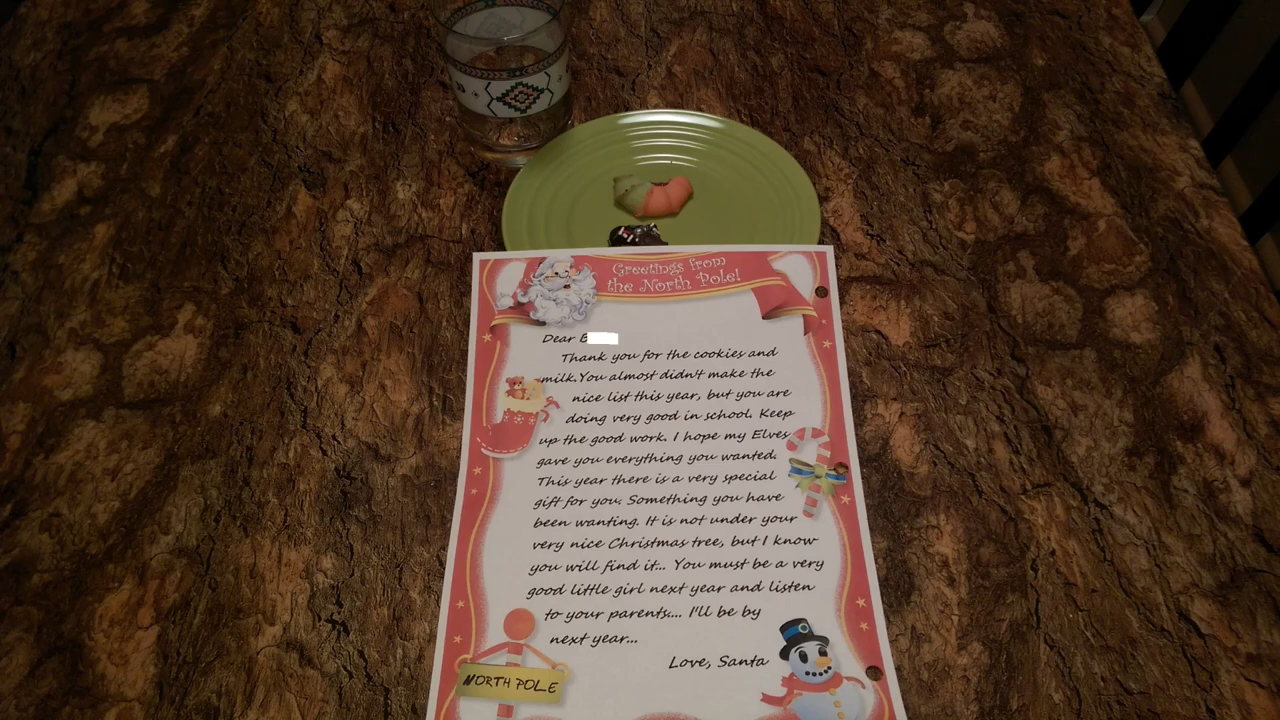 Greetings from
the North Pole!
Dear E
Thank you for the cookies and
milk. You almost didn't make the
nice list this year, but you are
doing very good in school. Keep
up the good work. I hope my Elves
gave you everything you wanted.
This year there is a very special
gift for you. Something you have
been wanting. It is not under your
very nice Christmas tree, but I know
you will find it... You must be a very
good little girl next year and listen
to your parents.... I'll be by
next year...
Love, Santa
NORTH POLE